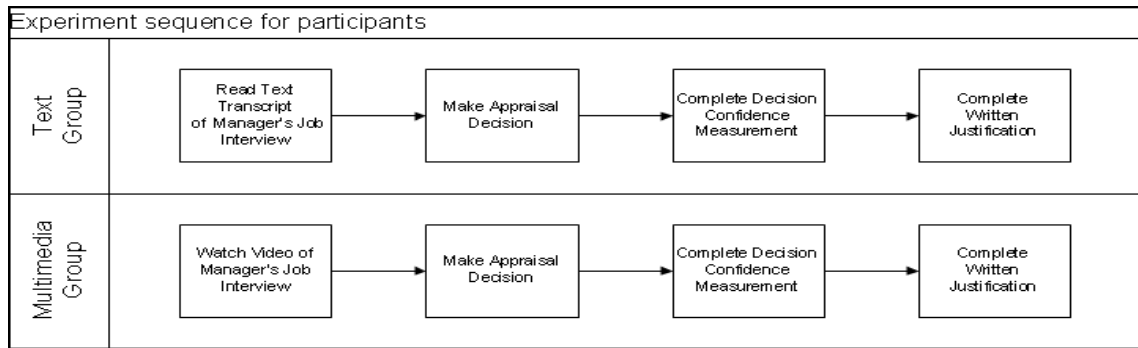 Experiment sequence for participants
Text
Group
Read Text
Transcript
of Manager's Job
Interview
Make Appraisal
Decision
Complete Decision
Confidence
Measurement
Complete
Written
Justification
Multimedia
Group
Watch Video of
Manager's Job
Interview
Make Appraisal
Decision
Complete Decision
Confidence
Measurement
Complete
Written
Justification